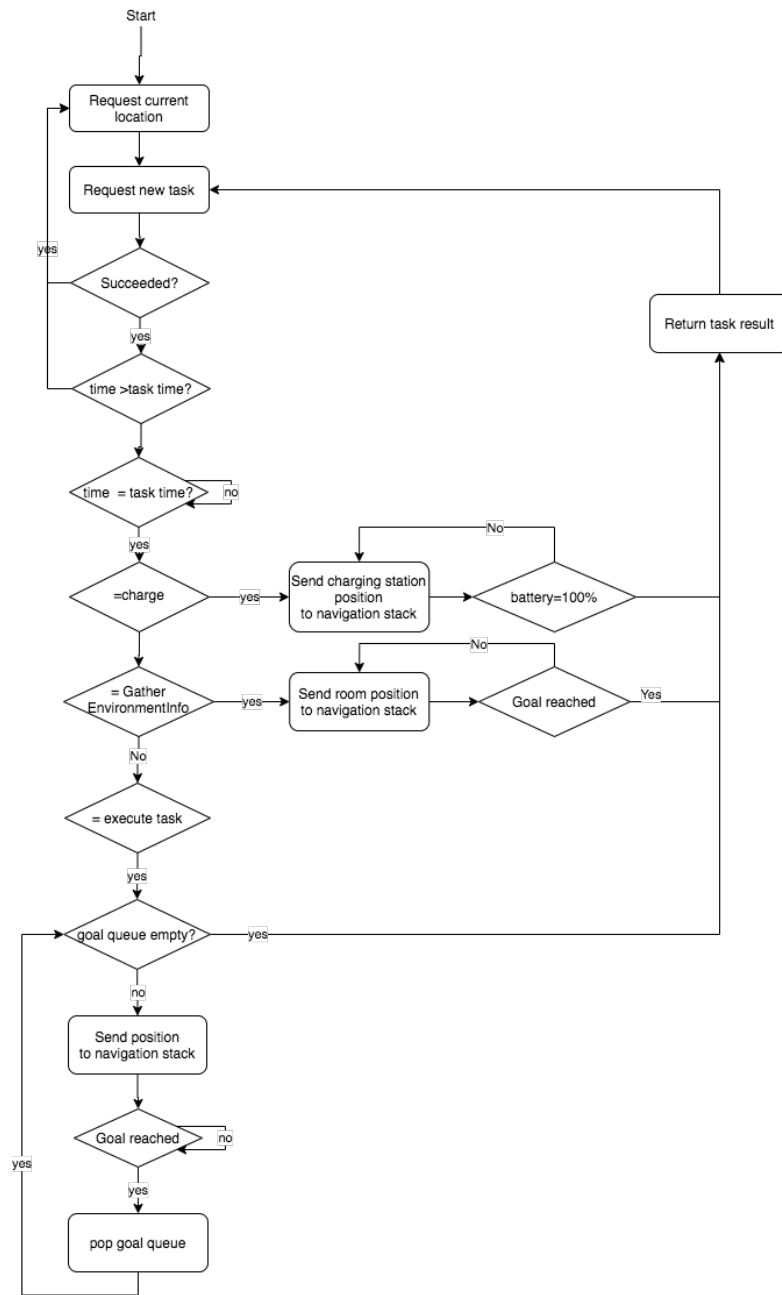 Start
Request current
location
Request new task
yes
Succeeded?
yes
Return task result
time >task time?
time = task time?
no
yes
No
=charge
yes
Send charging station
position
to navigation stack
battery=100%
No
= Gather
EnvironmentInfo
yes
Send room position
to navigation stack
Goal reached
Yes
No
= execute task
yes
goal queue empty?
yes
no
Send position
to navigation stack
Goal reached
no
yes
yes
pop goal queue